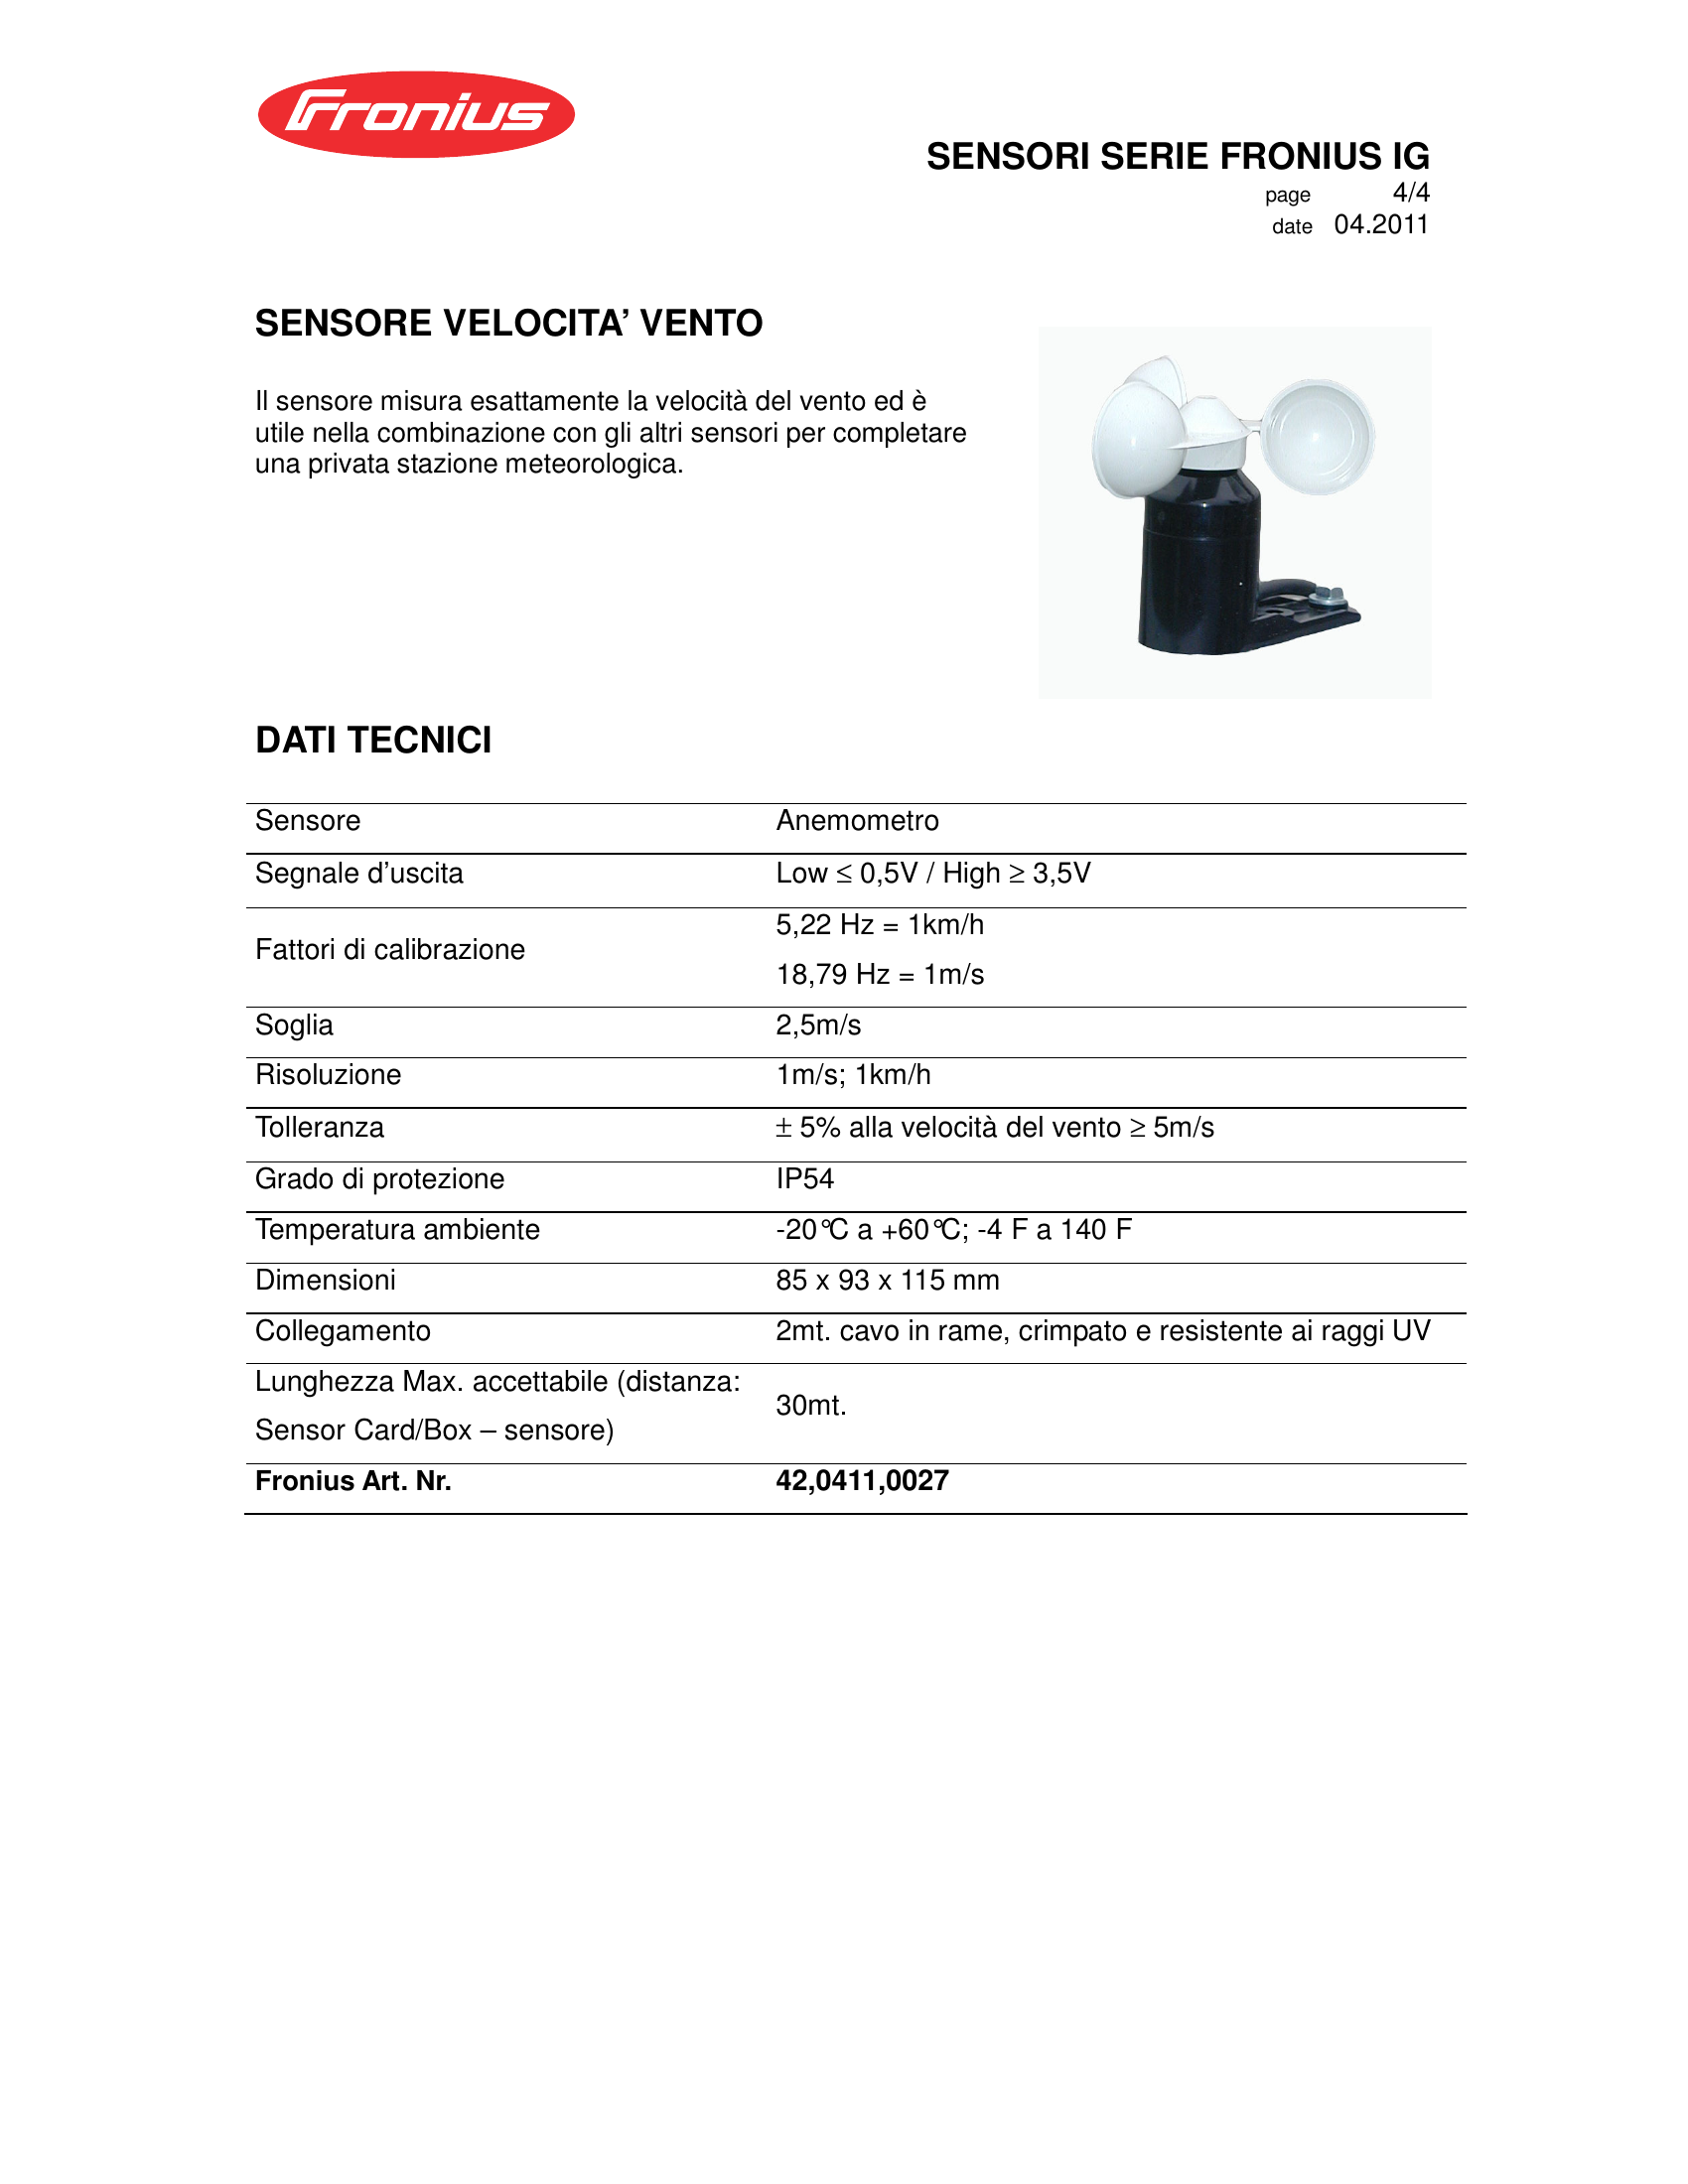 Fronius
SENSORI SERIE FRONIUS IG
page 4/4
date 04.2011
SENSORE VELOCITA’ VENTO
Il sensore misura esattamente la velocità del vento ed è
utile nella combinazione con gli altri sensori per completare
una privata stazione meteorologica.
DATI TECNICI
Sensore Anemometro
Segnale d’uscita Low ≤ 0,5V / High ≥ 3,5V
Fattori di calibrazione
5,22 Hz = 1km/h
18,79 Hz = 1m/s
Soglia 2,5m/s
Risoluzione 1m/s; 1km/h
Tolleranza ± 5% alla velocità del vento ≥ 5m/s
Grado di protezione IP54
Temperatura ambiente -20°C a +60°C; -4 F a 140 F
Dimensioni 85 x 93 x 115 mm
Collegamento 2mt. cavo in rame, crimpato e resistente ai raggi UV
Lunghezza Max. accettabile (distanza:
Sensor Card/Box – sensore)
30mt.
Fronius Art. Nr. 42,0411,0027